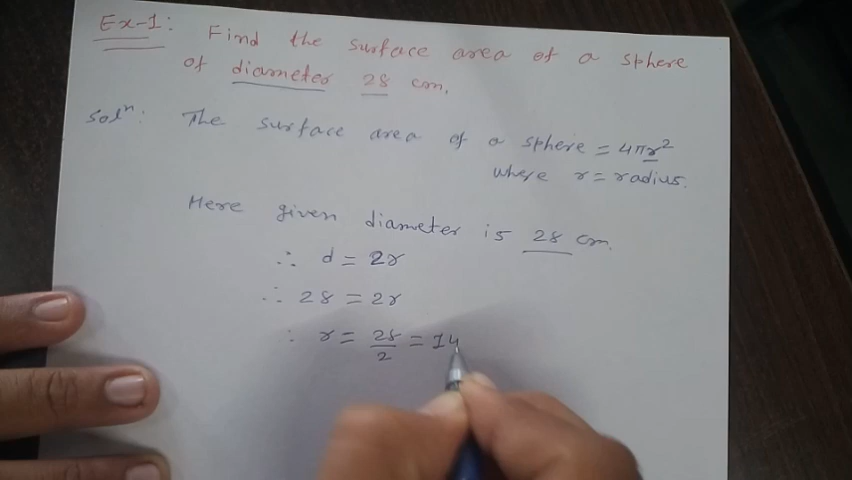 Ex-1: Find the surface area of a sphere
of diameter 28 cm.
Solⁿ: The surface area of a sphere = 4πr²
where r = radius.
Here given diameter is 28 cm.
∴ d = 2r
∴ 28 = 2r
: r = 28/2 = 14